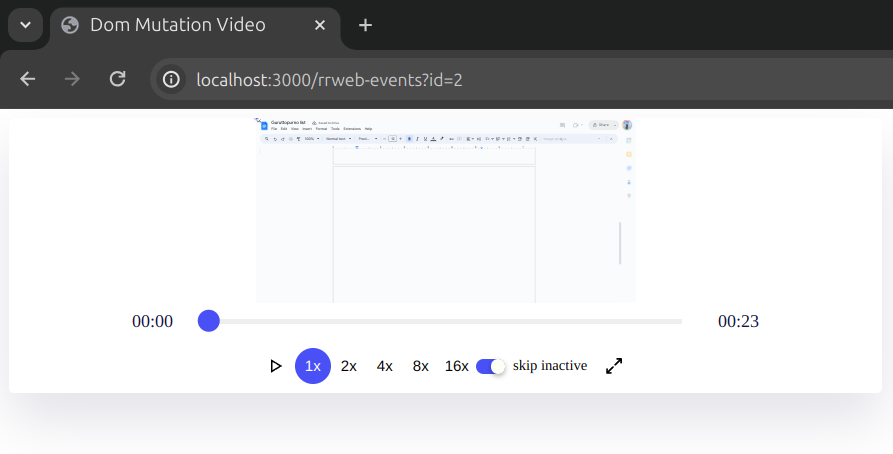 Dom Mutation Video
localhost:3000/rrweb-events?id=2
File Edit View Insert Format Tools Extensions Help
Share
00:00
00:23
1x 2x 4x 8x 16x skip inactive